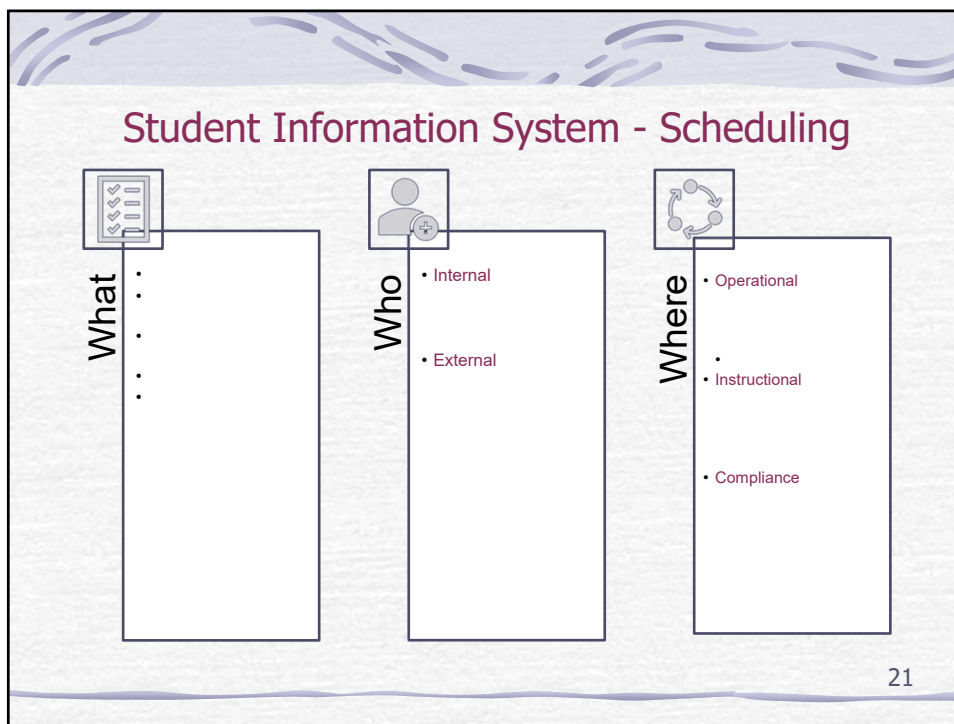 Student Information System - Scheduling
What
•
•
•
•
•
Who
• Internal
• External
Where
• Operational
•
• Instructional
• Compliance
21